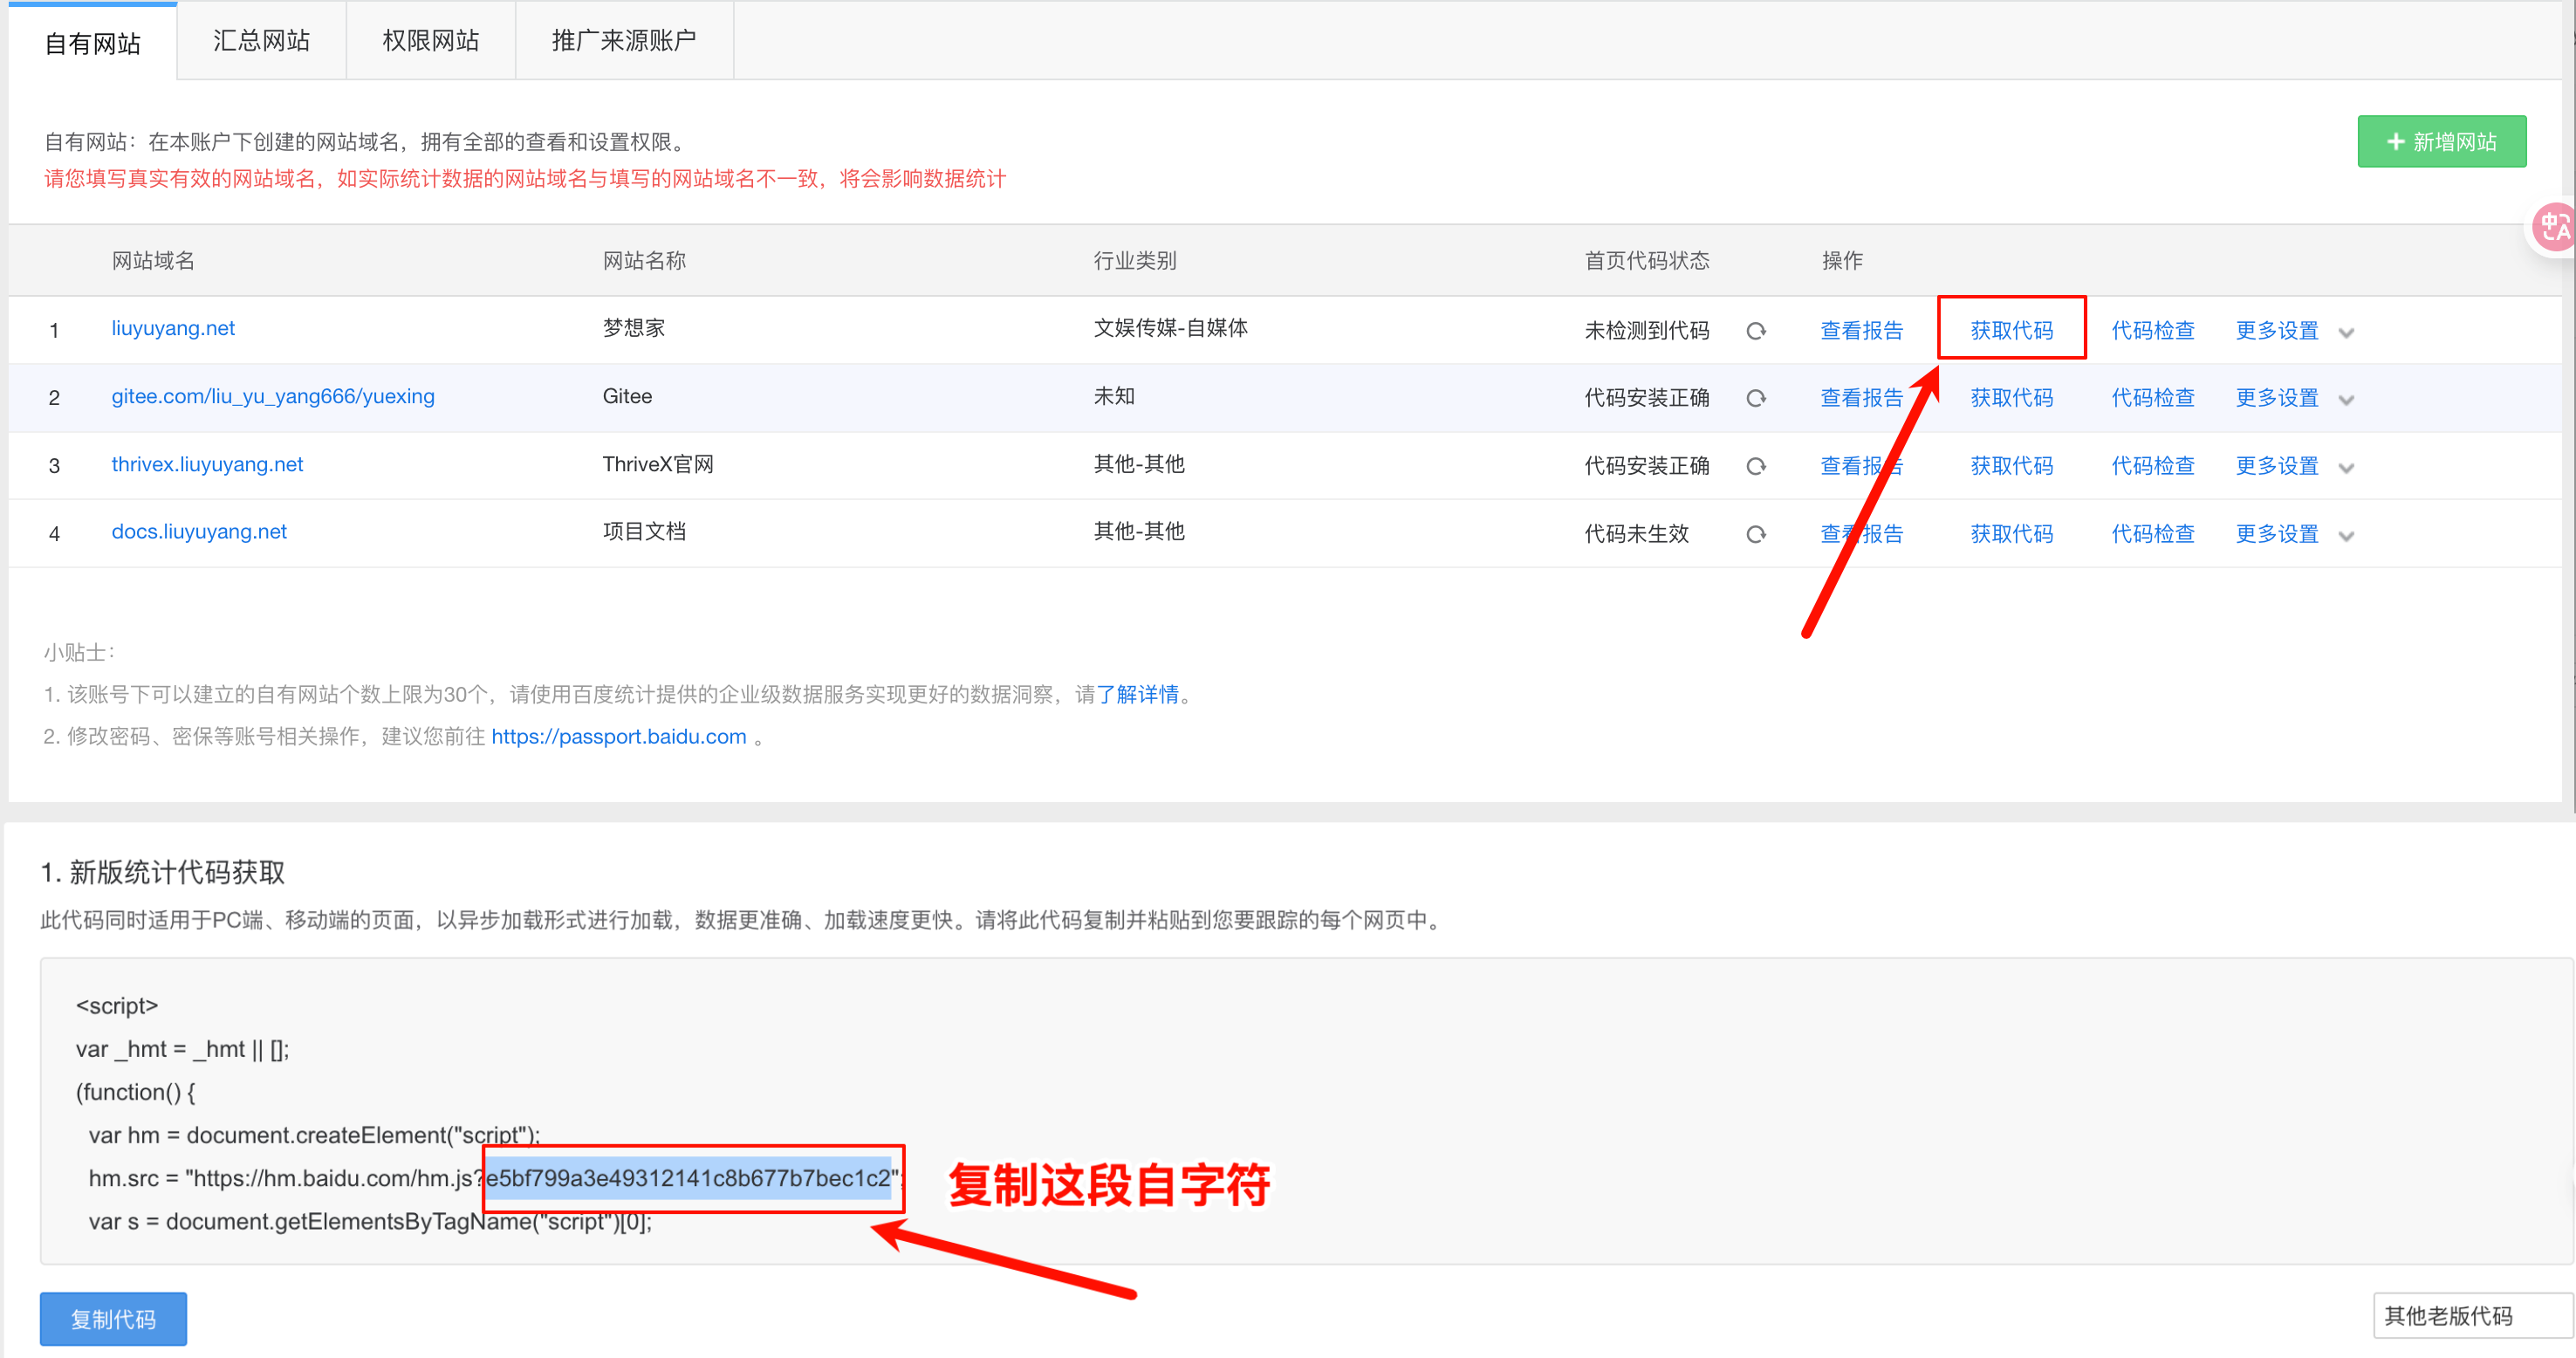 自有网站 汇总网站 权限网站 推广来源账户
自有网站：在本账户下创建的网站域名，拥有全部的查看和设置权限。
请您填写真实有效的网站域名，如实际统计数据的网站域名与填写的网站域名不一致，将会影响数据统计
+ 新增网站
网站域名 网站名称 行业类别 首页代码状态 操作
1 liuyuyang.net 梦想家 文娱传媒-自媒体 未检测到代码 查看报告 获取代码 代码检查 更多设置
2 gitee.com/liu_yu_yang666/yuexing Gitee 未知 代码安装正确 查看报告 获取代码 代码检查 更多设置
3 thrivex.liuyuyang.net ThriveX官网 其他-其他 代码安装正确 查看报告 获取代码 代码检查 更多设置
4 docs.liuyuyang.net 项目文档 其他-其他 代码未生效 查看报告 获取代码 代码检查 更多设置
小贴士：
1. 该账号下可以建立的自有网站个数上限为30个，请使用百度统计提供的企业级数据服务实现更好的数据洞察，请了解详情。
2. 修改密码、密保等账号相关操作，建议您前往 https://passport.baidu.com 。
1. 新版统计代码获取
此代码同时适用于PC端、移动端的页面，以异步加载形式进行加载，数据更准确、加载速度更快。请将此代码复制并粘贴到您要跟踪的每个网页中。
<script>
var _hmt = _hmt || [];
(function() {
var hm = document.createElement("script");
hm.src = "https://hm.baidu.com/hm.js?e5bf799a3e49312141c8b677b7bec1c2";
复制这段自字符
var s = document.getElementsByTagName("script")[0];
复制代码
其他老版代码